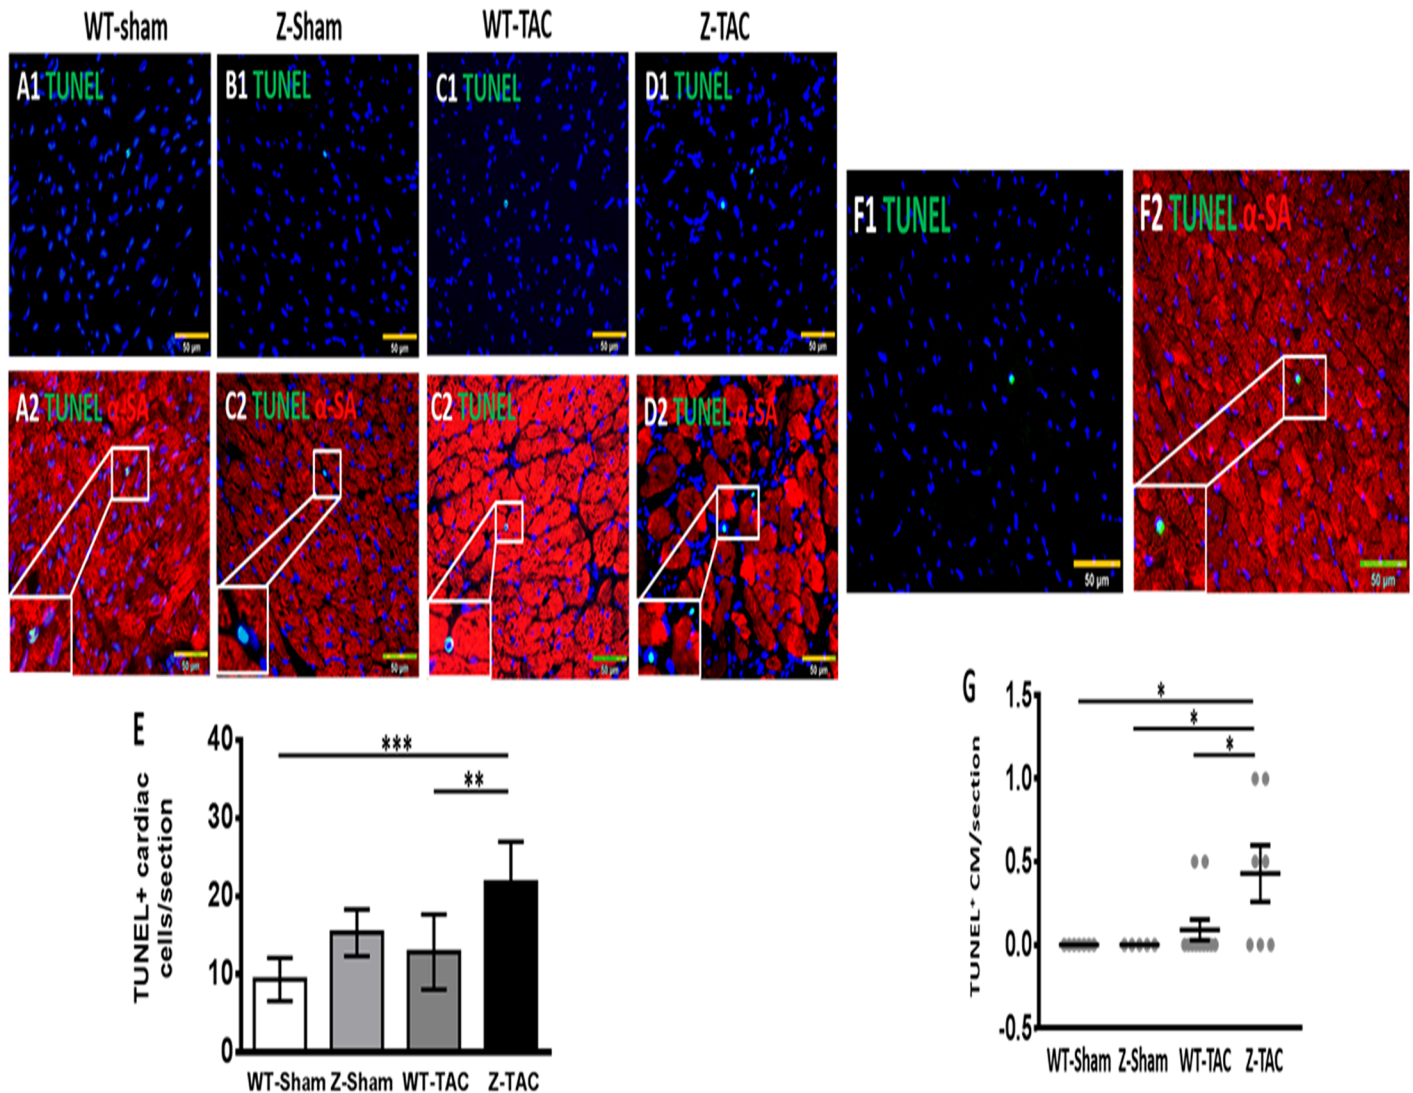 WT-sham Z-Sham WT-TAC Z-TAC
A1 TUNEL
B1 TUNEL
C1 TUNEL
D1 TUNEL
50 µm
50 µm
50 µm
50 µm
A2 TUNEL α-SA
C2 TUNEL α-SA
C2 TUNEL
D2 TUNEL α-SA
50 µm
50 µm
50 µm
50 µm
F1 TUNEL
F2 TUNEL α-SA
50 µm
50 µm
E
TUNEL+ cardiac
cells/section
40
30
20
10
0
***
**
WT-Sham Z-Sham WT-TAC Z-TAC
G
TUNEL⁺ CM/section
1.5
1.0
0.5
0.0
-0.5
*
*
*
WT-Sham Z-Sham WT-TAC Z-TAC